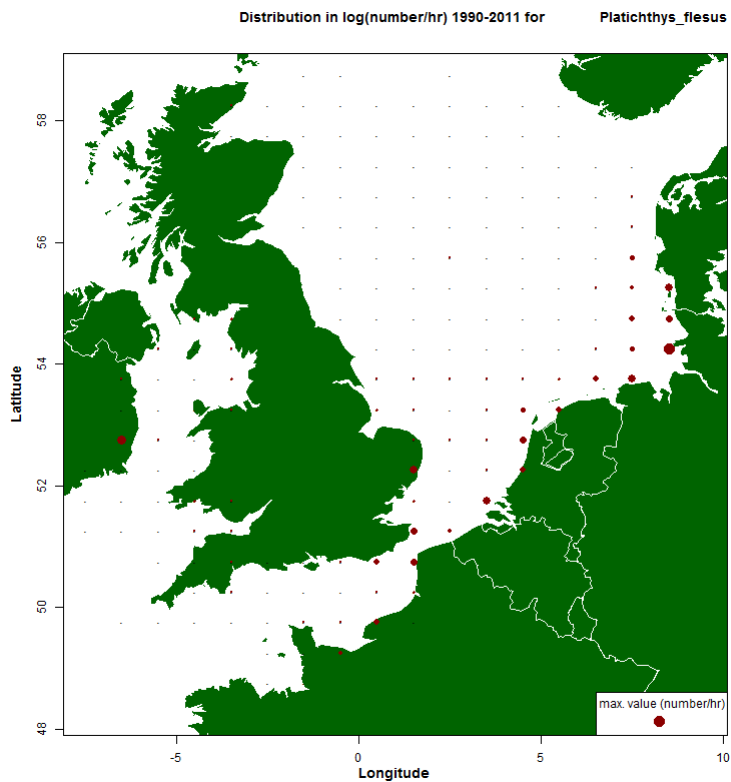 Distribution in log(number/hr) 1990-2011 for Platichthys_flesus
58
56
54
52
50
48
Latitude
-5
0
5
10
Longitude
max. value (number/hr)